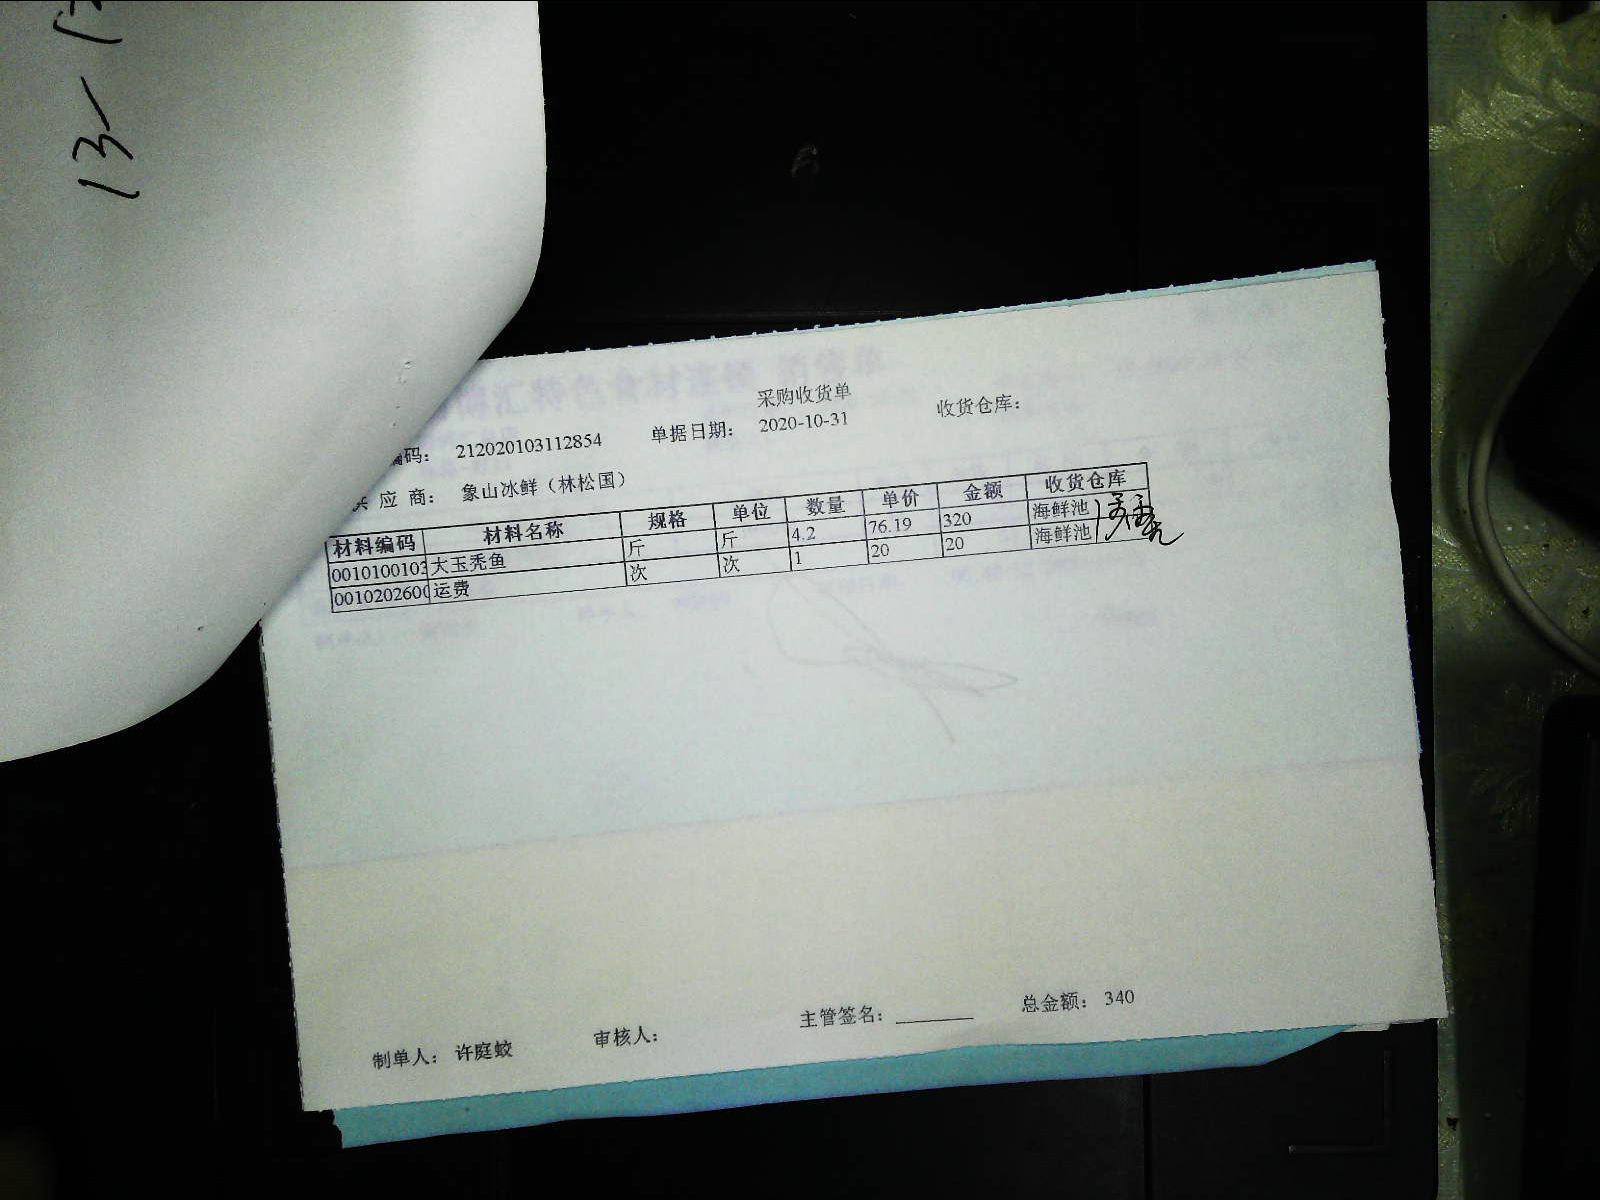 13
采购收货单
编码： 212020103112854 单据日期： 2020-10-31 收货仓库：
供 应 商： 象山冰鲜（林松国）
材料编码 材料名称 规格 单位 数量 单价 金额 收货仓库
0010100103 大玉秃鱼 斤 斤 4.2 76.19 320 海鲜池
0010202600 运费 次 次 1 20 20 海鲜池
制单人： 许庭蛟 审核人： 主管签名： 总金额： 340